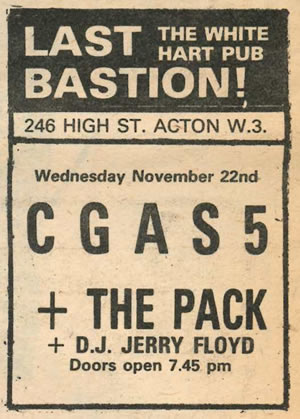 LAST THE WHITE
BASTION! HART PUB
246 HIGH ST. ACTON W.3.
Wednesday November 22nd
C G A S 5
+ THE PACK
+ D.J. JERRY FLOYD
Doors open 7.45 pm